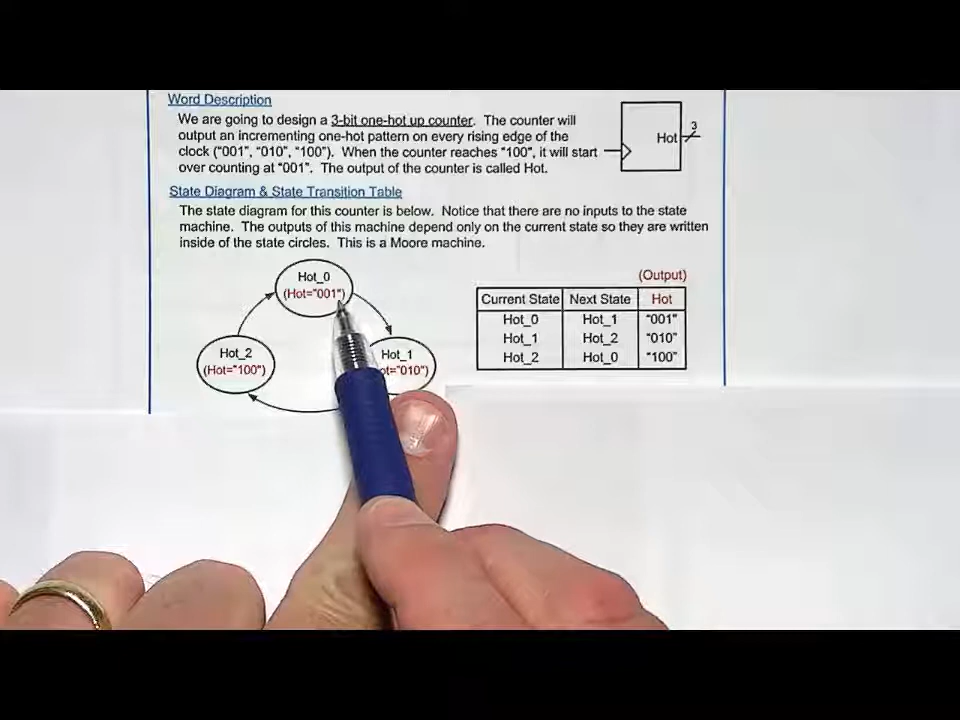 Word Description
We are going to design a 3-bit one-hot up counter. The counter will
output an incrementing one-hot pattern on every rising edge of the
clock ("001", "010", "100"). When the counter reaches "100", it will start
over counting at "001". The output of the counter is called Hot.
3
Hot
State Diagram & State Transition Table
The state diagram for this counter is below. Notice that there are no inputs to the state
machine. The outputs of this machine depend only on the current state so they are written
inside of the state circles. This is a Moore machine.
Hot_0
(Hot="001")
Hot_2
(Hot="100")
Hot_1
ot="010")
(Output)
Current State Next State Hot
Hot_0 Hot_1 "001"
Hot_1 Hot_2 "010"
Hot_2 Hot_0 "100"